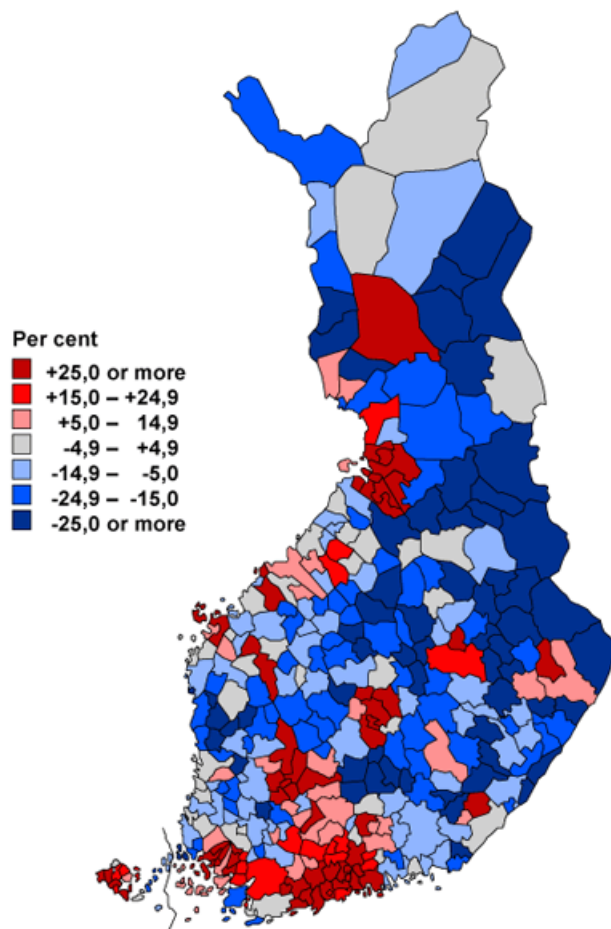 Per cent
+25,0 or more
+15,0 – +24,9
+5,0 – 14,9
-4,9 – +4,9
-14,9 – -5,0
-24,9 – -15,0
-25,0 or more